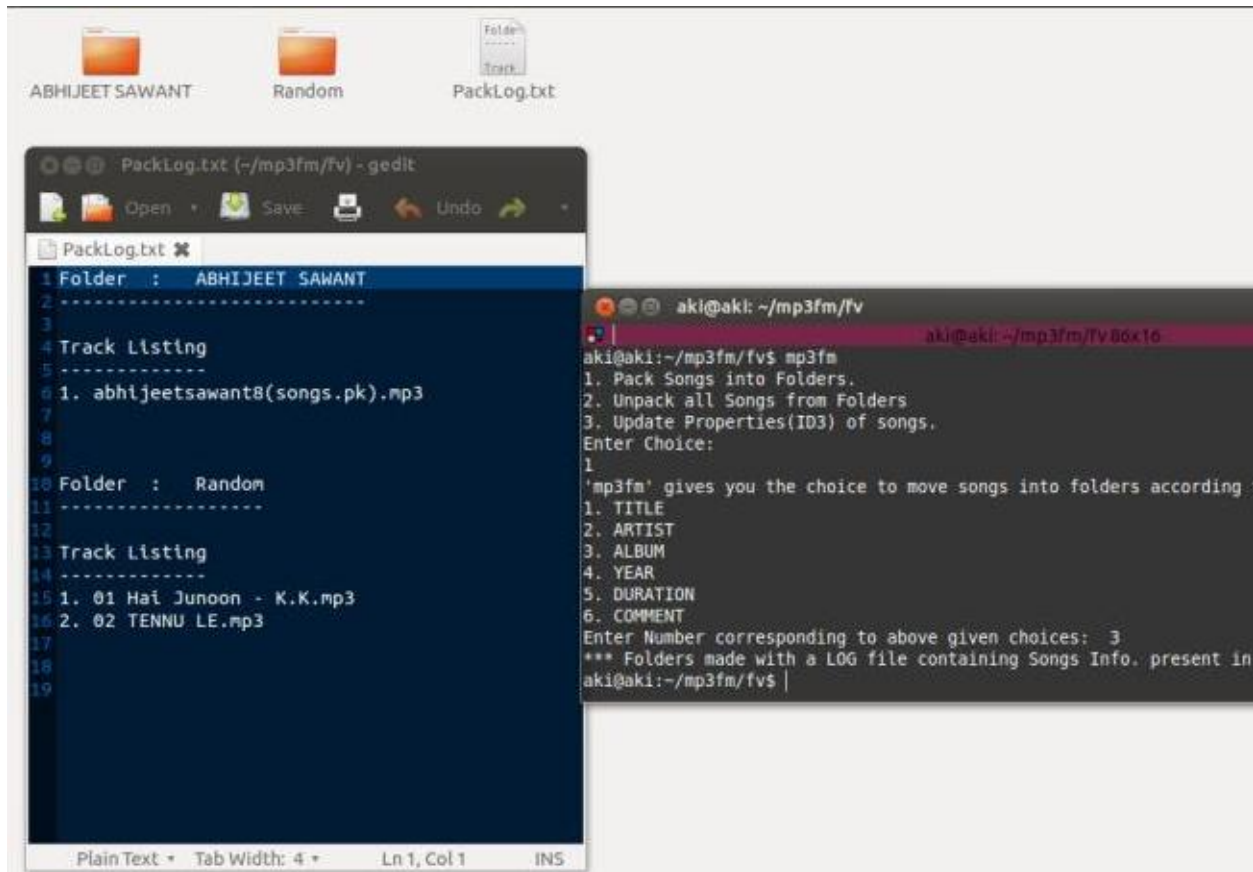 Folder
-----
Track
ABHIJEET SAWANT
Random
PackLog.txt
PackLog.txt (~/mp3fm/fv) - gedit
Open
Save
Undo
PackLog.txt
1 Folder : ABHIJEET SAWANT
2 ---------------------------
3
4 Track Listing
5 -------------
6 1. abhijeetsawant8(songs.pk).mp3
7
8
9
10 Folder : Random
11 ------------------
12
13 Track Listing
14 -------------
15 1. 01 Hai Junoon - K.K.mp3
16 2. 02 TENNU LE.mp3
17
18
19
Plain Text Tab Width: 4 Ln 1, Col 1 INS
aki@aki: ~/mp3fm/fv
aki@aki: ~/mp3fm/fv 86x16
aki@aki:~/mp3fm/fv$ mp3fm
1. Pack Songs into Folders.
2. Unpack all Songs from Folders
3. Update Properties(ID3) of songs.
Enter Choice:
1
'mp3fm' gives you the choice to move songs into folders according
1. TITLE
2. ARTIST
3. ALBUM
4. YEAR
5. DURATION
6. COMMENT
Enter Number corresponding to above given choices: 3
*** Folders made with a LOG file containing Songs Info. present in
aki@aki:~/mp3fm/fv$